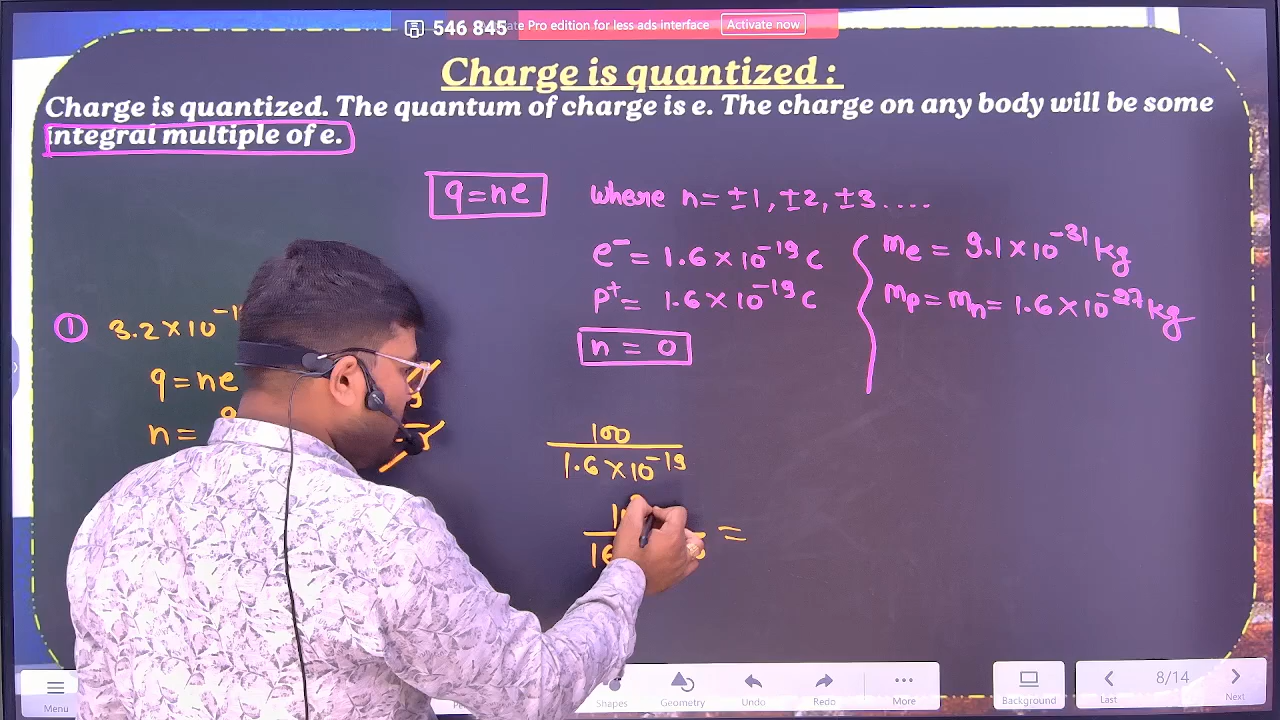 546 845
ate Pro edition for less ads interface
Activate now
Charge is quantized :
Charge is quantized. The quantum of charge is e. The charge on any body will be some
integral multiple of e.
q=ne
where n= ±1, ±2, ±3....
e⁻ = 1.6 × 10⁻¹⁹ C
P⁺ = 1.6 × 10⁻¹⁹ C
n = 0
me = 9.1 × 10⁻³¹ kg
mp = mn = 1.6 × 10⁻²⁷ kg
① 3.2 × 10
q = ne
n =
100
1.6 × 10⁻¹⁹
=
Menu
Shapes
Geometry
Undo
Redo
More
Background
Last
8/14
Next